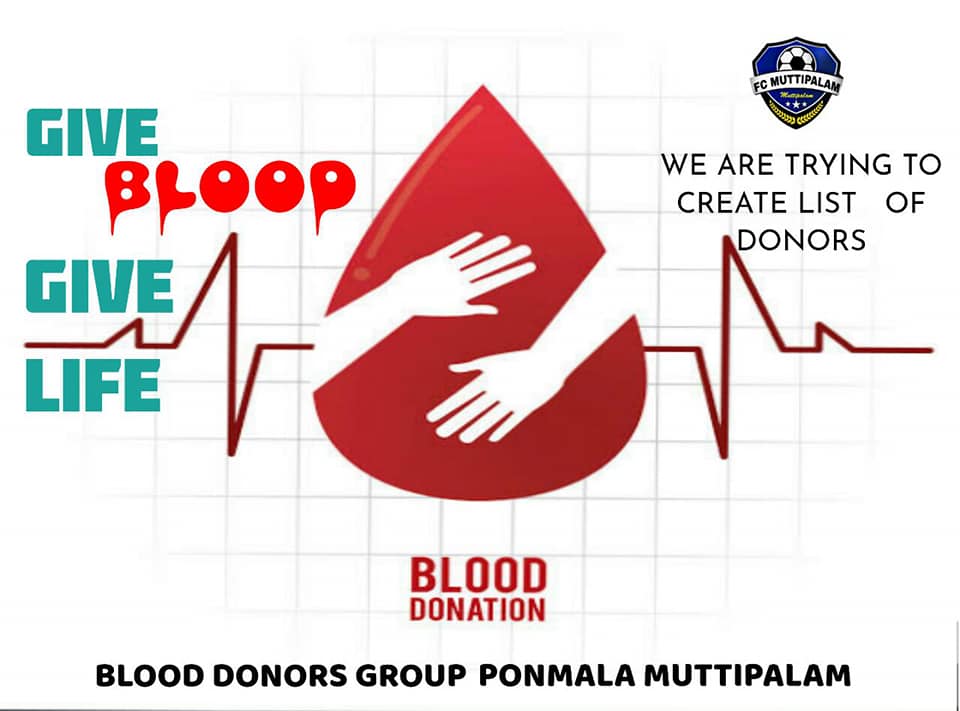 GIVE
BLOOD
GIVE
LIFE
FC MUTTIPALAM
Muttipalam
WE ARE TRYING TO
CREATE LIST OF
DONORS
BLOOD
DONATION
BLOOD DONORS GROUP PONMALA MUTTIPALAM